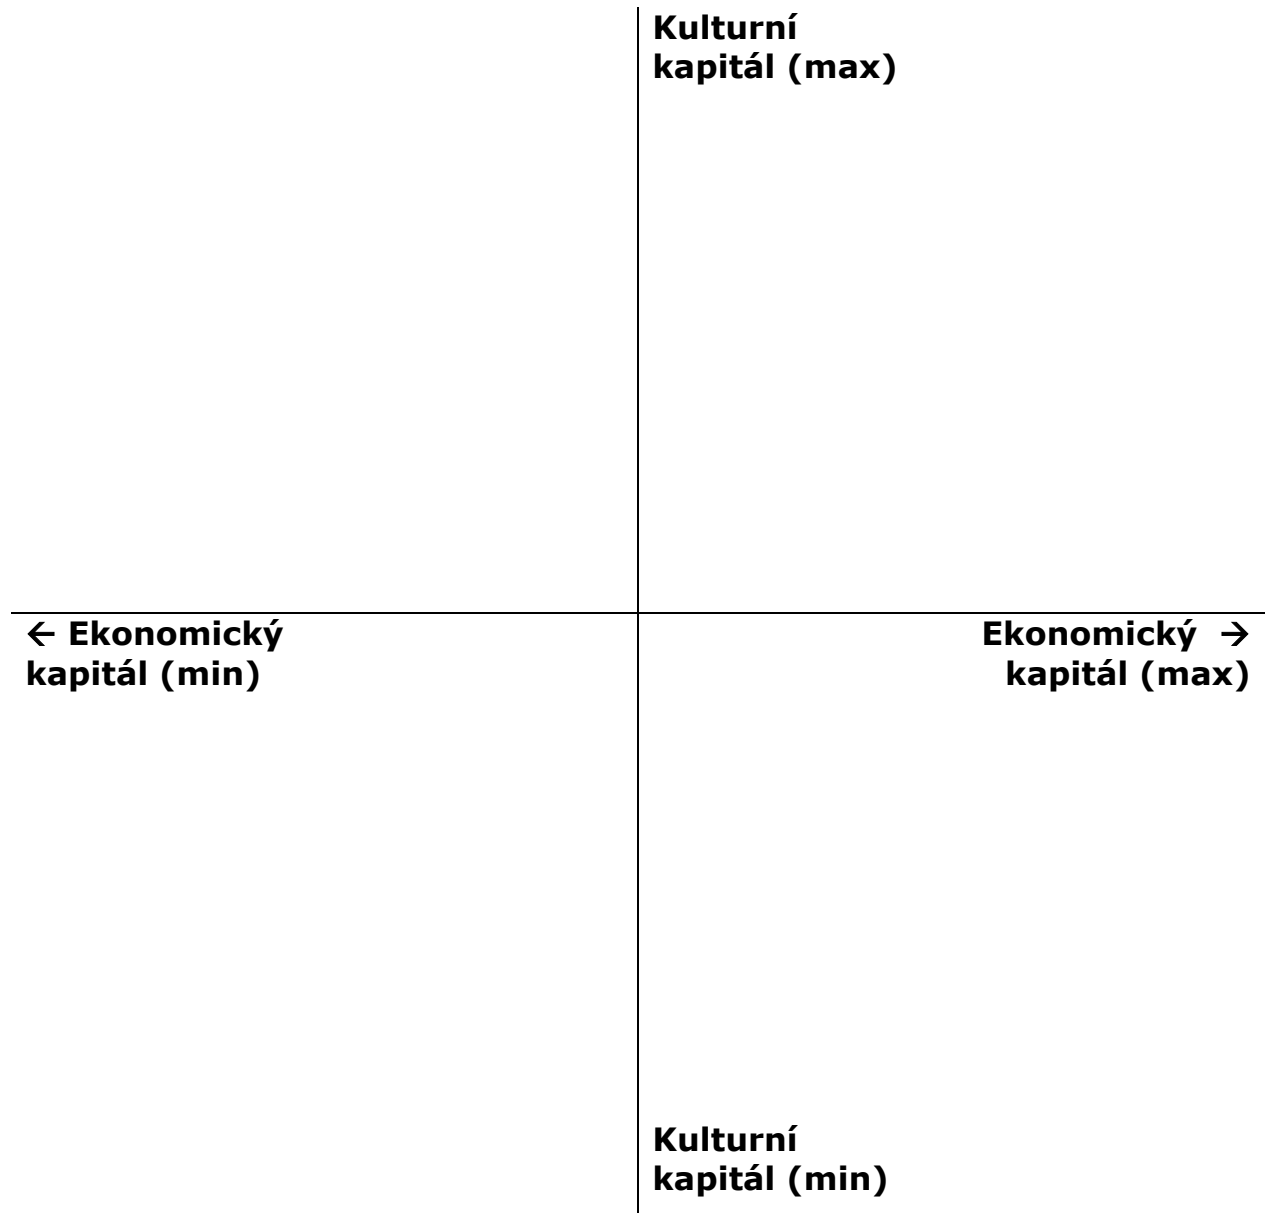 Kulturní
kapitál (max)
← Ekonomický
kapitál (min)
Ekonomický →
kapitál (max)
Kulturní
kapitál (min)